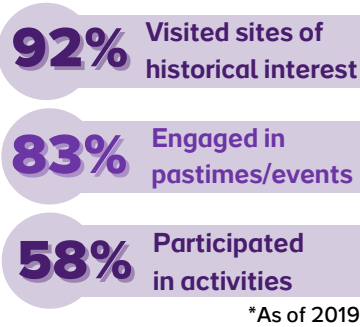 92% Visited sites of
historical interest
83% Engaged in
pastimes/events
58% Participated
in activities
*As of 2019